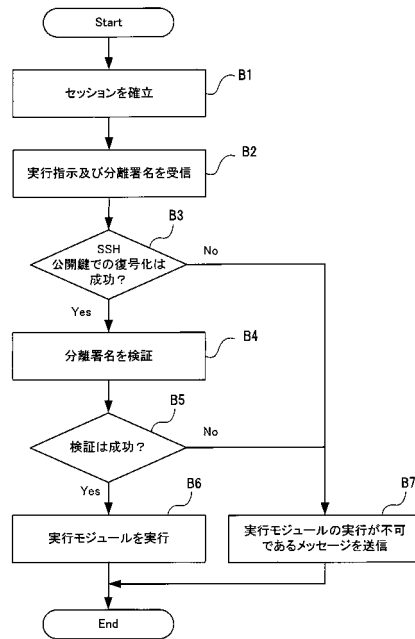 Start
B1
セッションを確立
B2
実行指示及び分離署名を受信
B3
SSH
公開鍵での復号化は
成功？
No
Yes
B4
分離署名を検証
B5
検証は成功？
No
Yes
B6
実行モジュールを実行
B7
実行モジュールの実行が不可
であるメッセージを送信
End